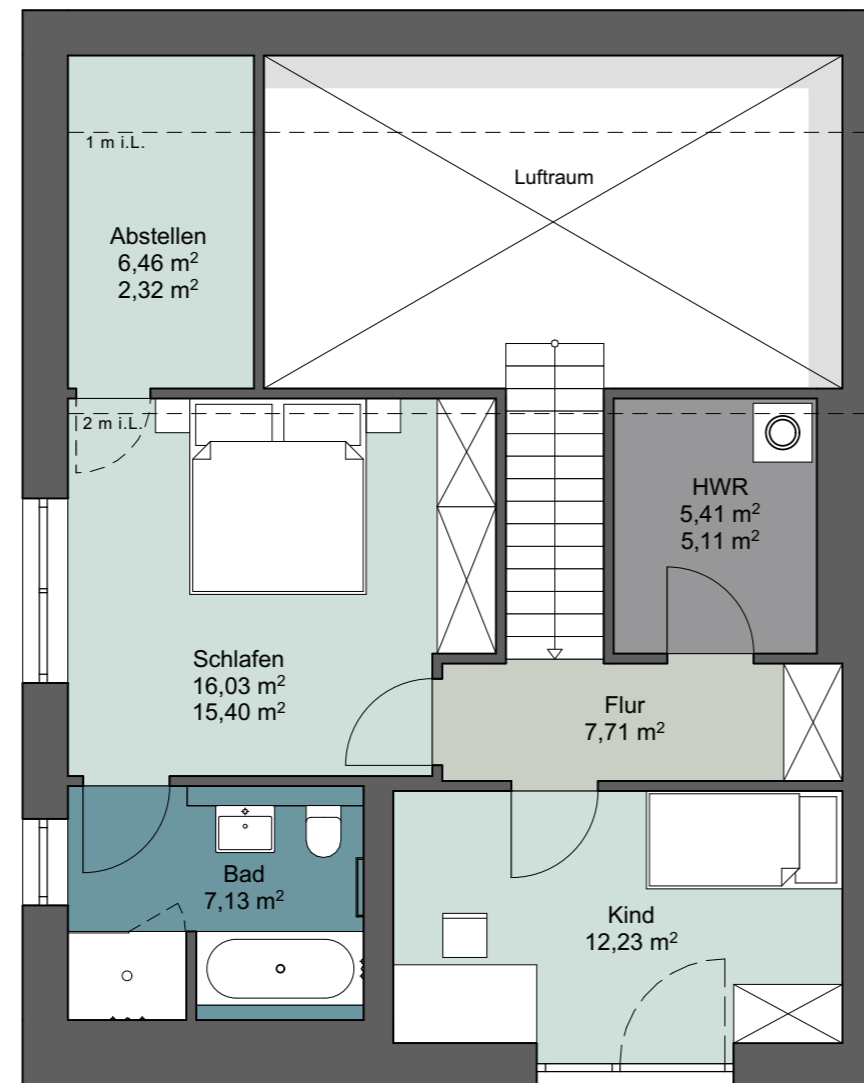 1 m i.L.
Luftraum
Abstellen
6,46 m²
2,32 m²
2 m i.L.
HWR
5,41 m²
5,11 m²
Schlafen
16,03 m²
15,40 m²
Flur
7,71 m²
Bad
7,13 m²
Kind
12,23 m²